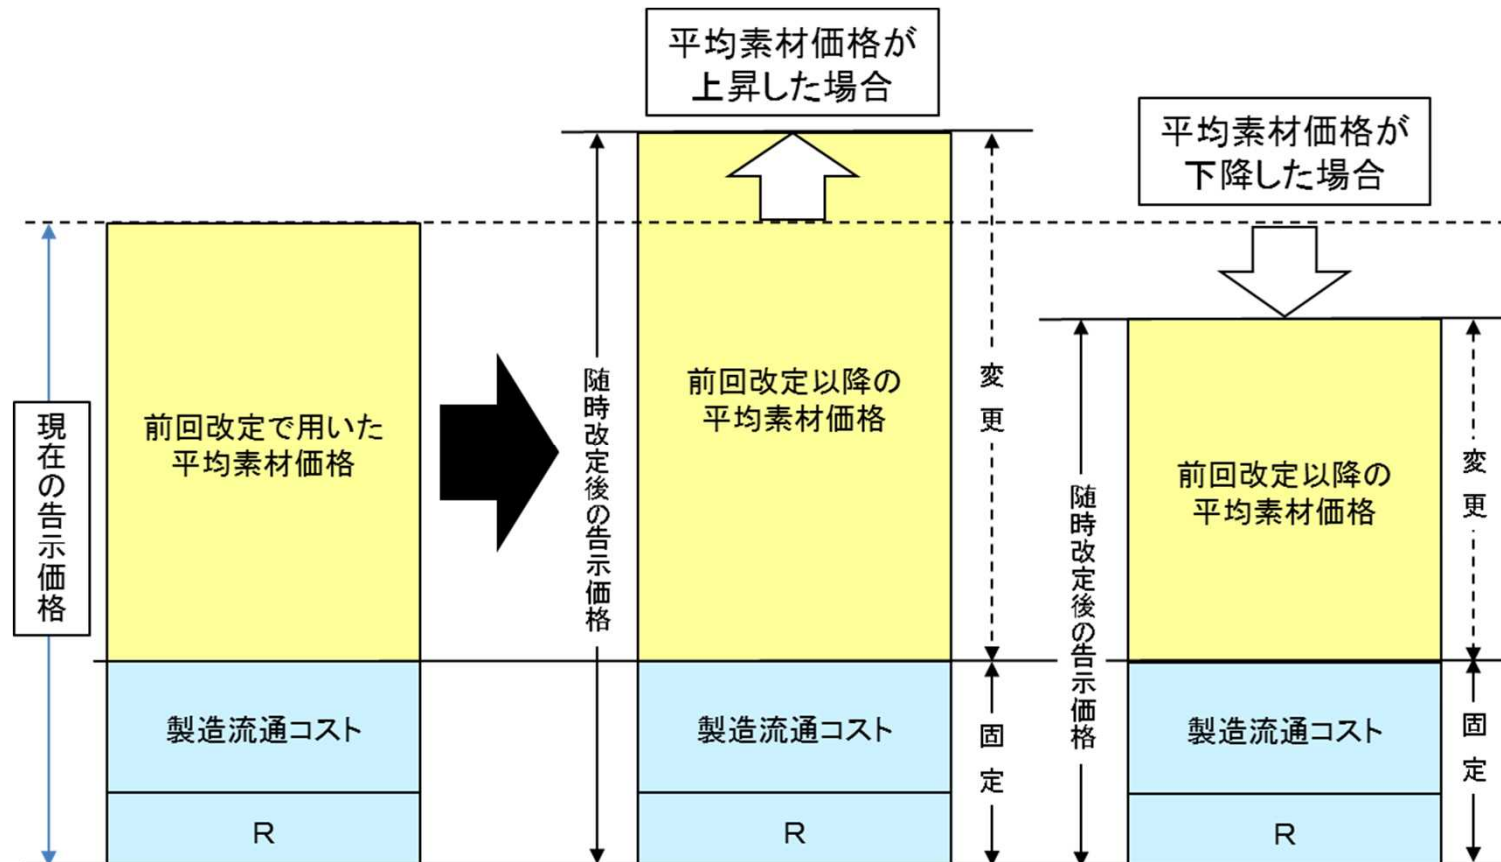 平均素材価格が
上昇した場合
平均素材価格が
下降した場合
現在の告示価格
前回改定で用いた
平均素材価格
随時改定後の告示価格
前回改定以降の
平均素材価格
変更
随時改定後の告示価格
前回改定以降の
平均素材価格
変更
製造流通コスト
R
製造流通コスト
R
固定
製造流通コスト
R
固定